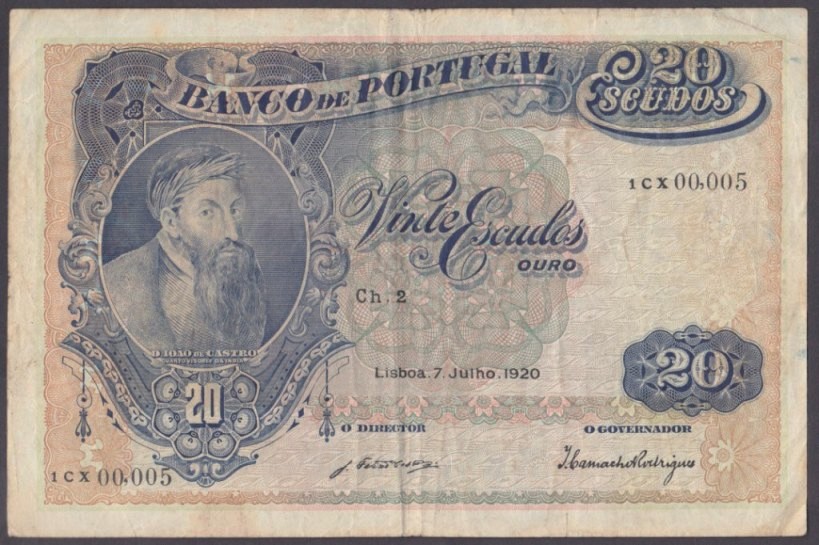 BANCO DE PORTUGAL
20
ESCUDOS
1CX 00,005
Vinte Escudos
OURO
Ch. 2
D. JOÃO DE CASTRO
Lisboa. 7. Julho. 1920
20
20
O DIRECTOR
O GOVERNADOR
J. Camacho Rodrigues
1CX 00,005